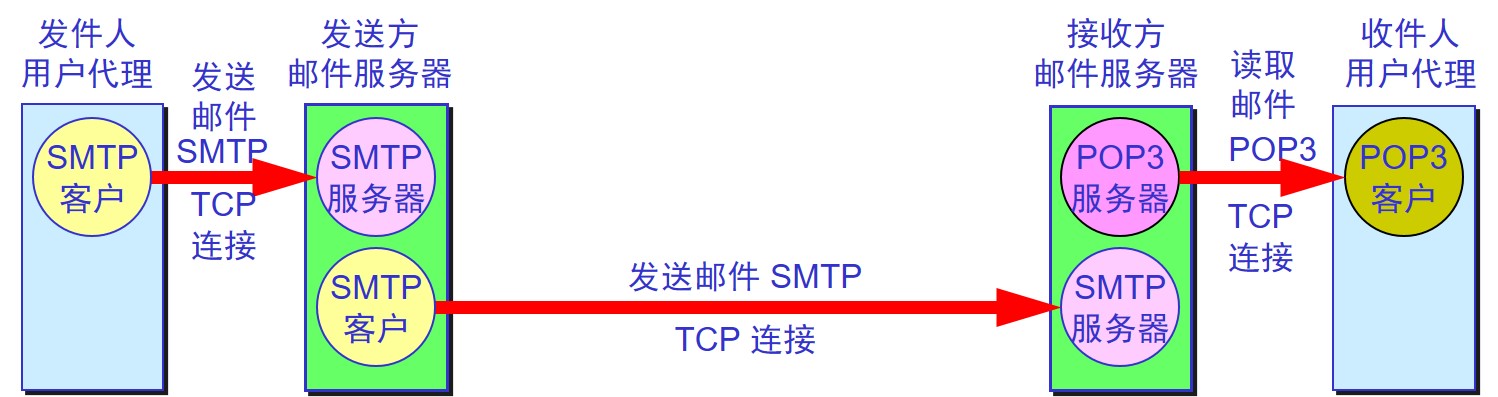 发件人
用户代理
发送
邮件
SMTP
TCP
连接
SMTP
客户
发送方
邮件服务器
SMTP
服务器
SMTP
客户
发送邮件 SMTP
TCP 连接
接收方
邮件服务器
POP3
服务器
SMTP
服务器
读取
邮件
POP3
TCP
连接
收件人
用户代理
POP3
客户